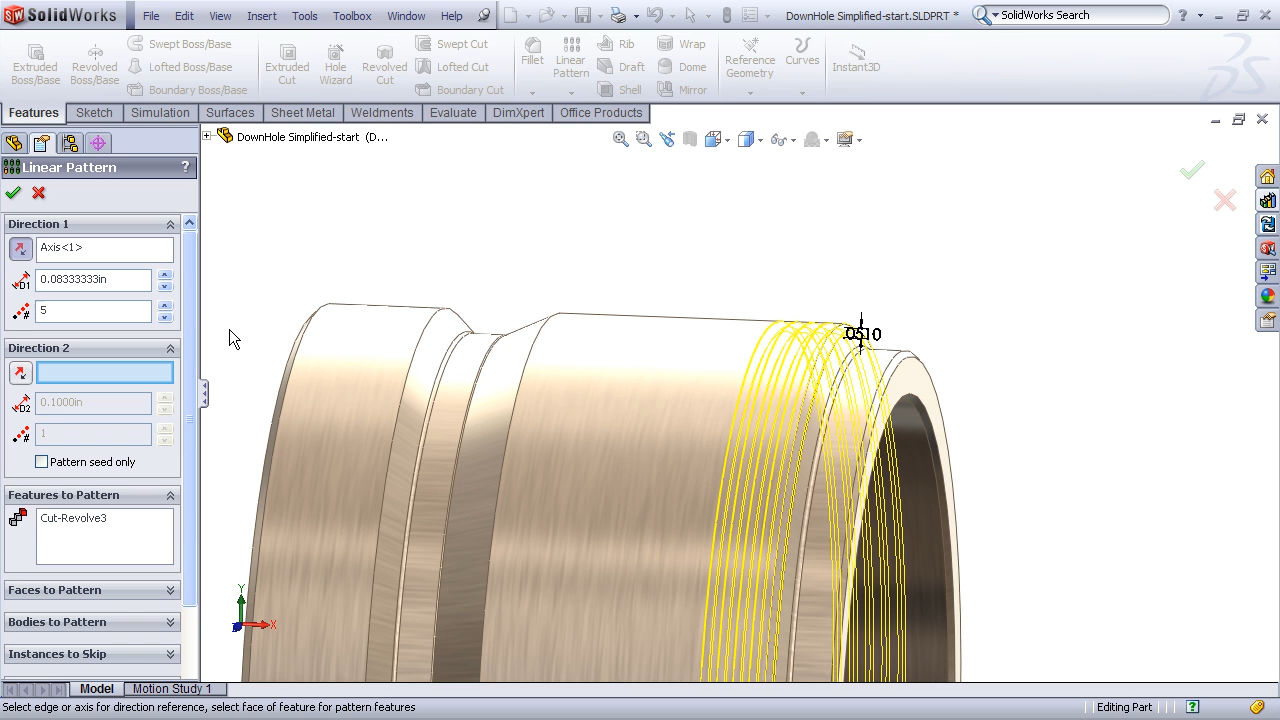 SolidWorks File Edit View Insert Tools Toolbox Window Help DownHole Simplified-start.SLDPRT * SolidWorks Search
Extruded Boss/Base
Revolved Boss/Base
Swept Boss/Base
Lofted Boss/Base
Boundary Boss/Base
Extruded Cut
Hole Wizard
Revolved Cut
Swept Cut
Lofted Cut
Boundary Cut
Fillet
Linear Pattern
Rib
Draft
Shell
Wrap
Dome
Mirror
Reference Geometry
Curves
Instant3D
Features Sketch Simulation Surfaces Sheet Metal Weldments Evaluate DimXpert Office Products
DownHole Simplified-start (D...
Linear Pattern ?
Direction 1
Axis<1>
D1 0.08333333in
# 5
Direction 2
D2 0.1000in
# 1
Pattern seed only
Features to Pattern
Cut-Revolve3
Faces to Pattern
Bodies to Pattern
Instances to Skip
Y
X
Model Motion Study 1
Select edge or axis for direction reference, select face of feature for pattern features Editing Part ?